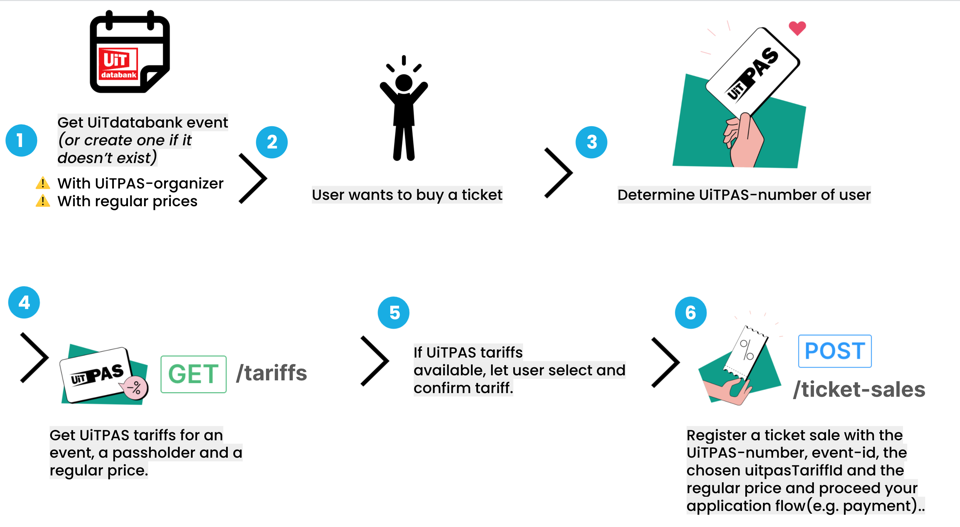 UiT
databank
1
Get UiTdatabank event
(or create one if it
doesn't exist)
⚠️ With UiTPAS-organizer
⚠️ With regular prices
2
User wants to buy a ticket
UiTPAS
3
Determine UiTPAS-number of user
4
UiTPAS
-%
GET /tariffs
Get UiTPAS tariffs for an
event, a passholder and a
regular price.
5
If UiTPAS tariffs
available, let user select and
confirm tariff.
6
%
POST
/ticket-sales
Register a ticket sale with the
UiTPAS-number, event-id, the
chosen uitpasTariffId and the
regular price and proceed your
application flow(e.g. payment)..